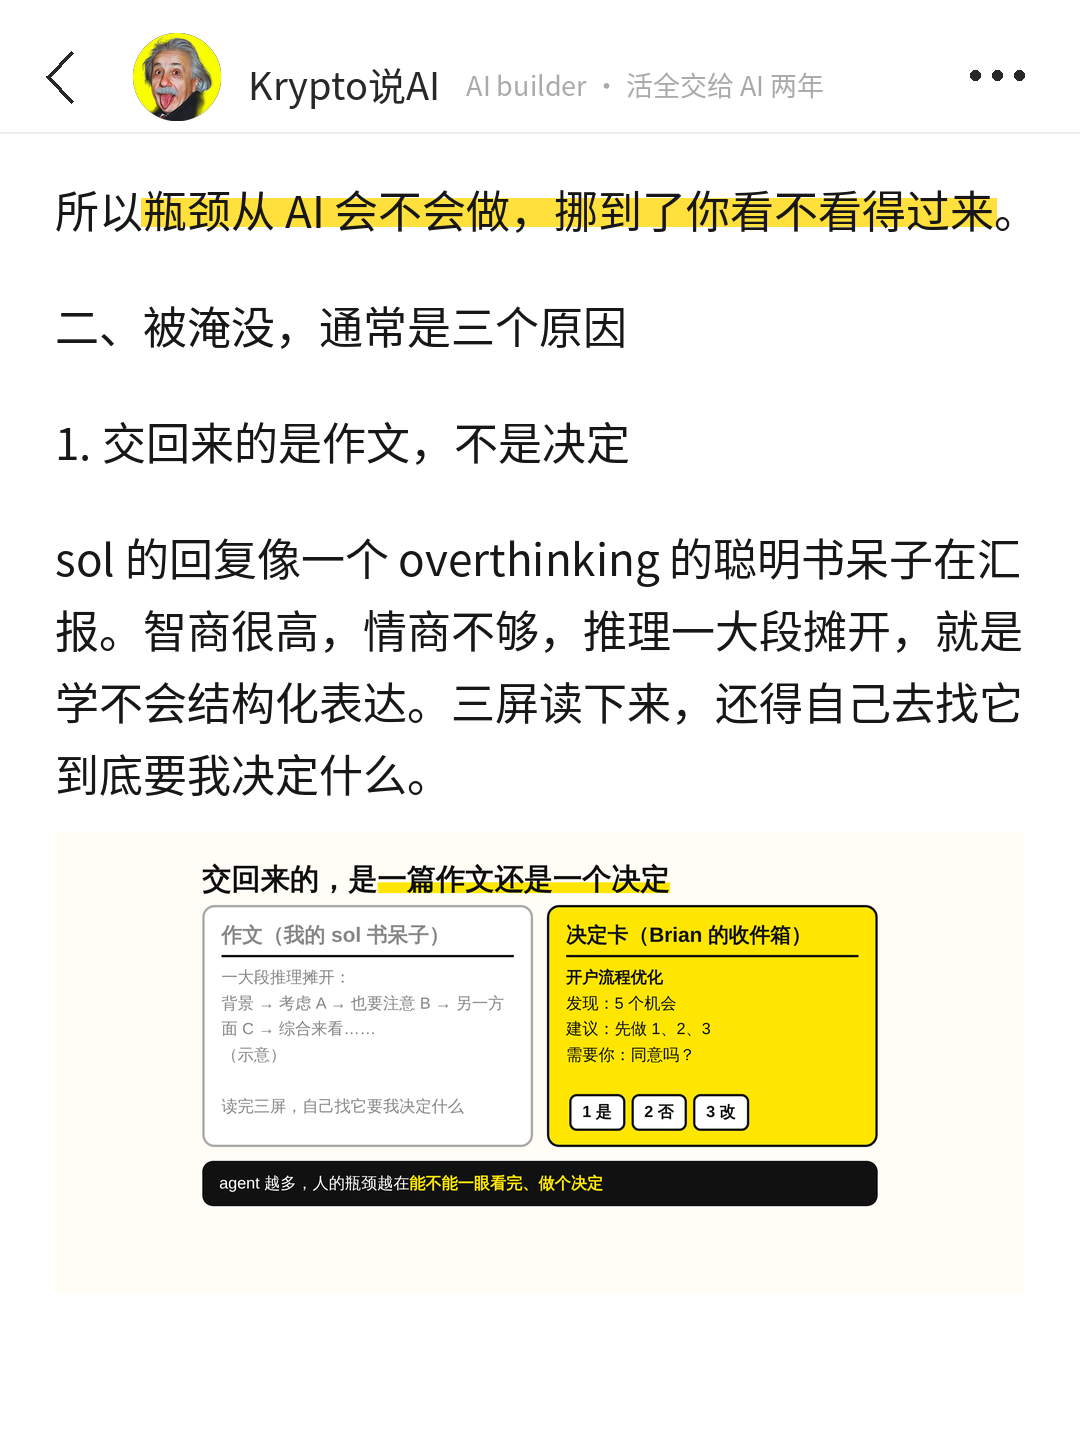 Krypto说AI AI builder · 活全交给 AI 两年
所以瓶颈从 AI 会不会做，挪到了你看不看得过来。
二、被淹没，通常是三个原因
1. 交回来的是作文，不是决定
sol 的回复像一个 overthinking 的聪明书呆子在汇
报。智商很高，情商不够，推理一大段摊开，就是
学不会结构化表达。三屏读下来，还得自己去找它
到底要我决定什么。
交回来的，是一篇作文还是一个决定
作文（我的 sol 书呆子）
一大段推理摊开：
背景 → 考虑 A → 也要注意 B → 另一方
面 C → 综合来看……
（示意）
读完三屏，自己找它要我决定什么
决定卡（Brian 的收件箱）
开户流程优化
发现：5 个机会
建议：先做 1、2、3
需要你：同意吗？
1 是 2 否 3 改
agent 越多，人的瓶颈越在能不能一眼看完、做个决定